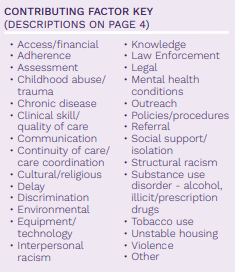 CONTRIBUTING FACTOR KEY
(DESCRIPTIONS ON PAGE 4)
• Access/financial
• Adherence
• Assessment
• Childhood abuse/
trauma
• Chronic disease
• Clinical skill/
quality of care
• Communication
• Continuity of care/
care coordination
• Cultural/religious
• Delay
• Discrimination
• Environmental
• Equipment/
technology
• Interpersonal
racism
• Knowledge
• Law Enforcement
• Legal
• Mental health
conditions
• Outreach
• Policies/procedures
• Referral
• Social support/
isolation
• Structural racism
• Substance use
disorder - alcohol,
illicit/prescription
drugs
• Tobacco use
• Unstable housing
• Violence
• Other